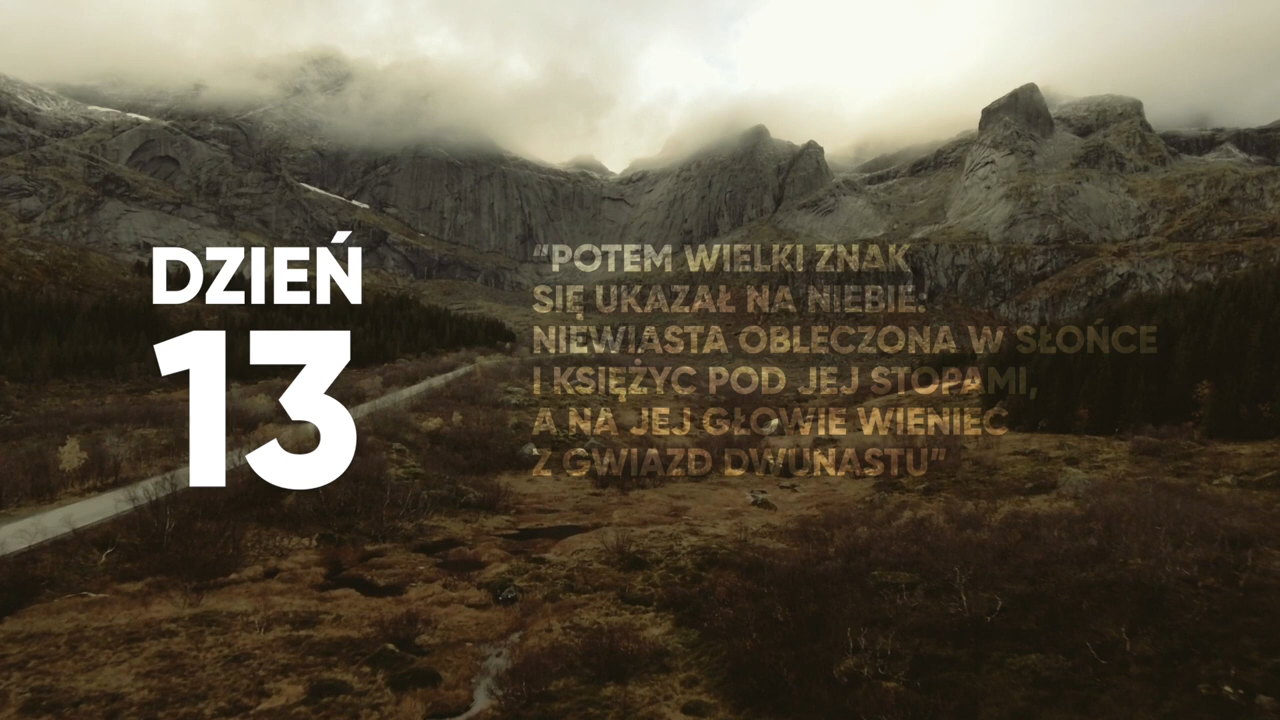 DZIEŃ
13
“POTEM WIELKI ZNAK
SIĘ UKAZAŁ NA NIEBIE:
NIEWIASTA OBLECZONA W SŁOŃCE
I KSIĘŻYC POD JEJ STOPAMI,
A NA JEJ GŁOWIE WIENIEC
Z GWIAZD DWUNASTU”